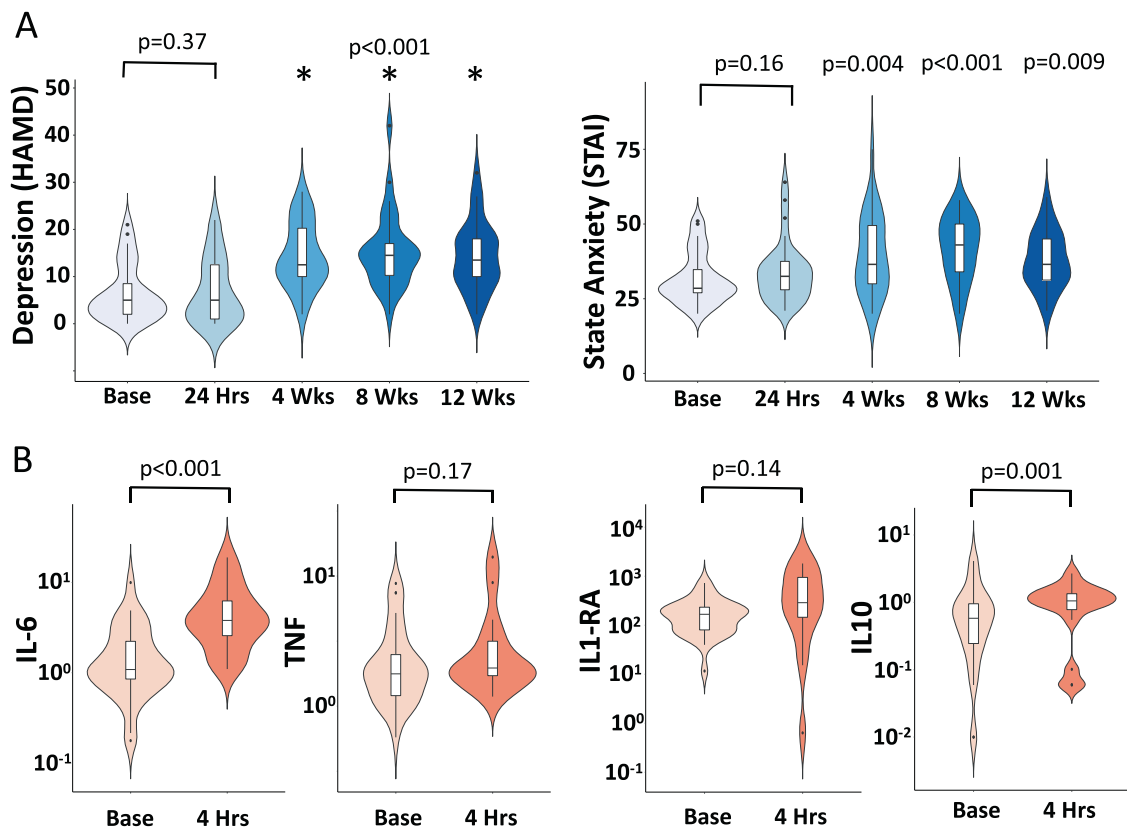 A
p=0.37
p<0.001
* * *
Depression (HAMD)
50
40
30
20
10
0
Base 24 Hrs 4 Wks 8 Wks 12 Wks
p=0.16 p=0.004 p<0.001 p=0.009
State Anxiety (STAI)
75
50
25
0
Base 24 Hrs 4 Wks 8 Wks 12 Wks
B
p<0.001
IL-6
10¹
10⁰
10⁻¹
Base 4 Hrs
p=0.17
TNF
10¹
10⁰
Base 4 Hrs
p=0.14
IL1-RA
10⁴
10³
10²
10¹
10⁰
10⁻¹
Base 4 Hrs
p=0.001
IL10
10¹
10⁰
10⁻¹
10⁻²
Base 4 Hrs